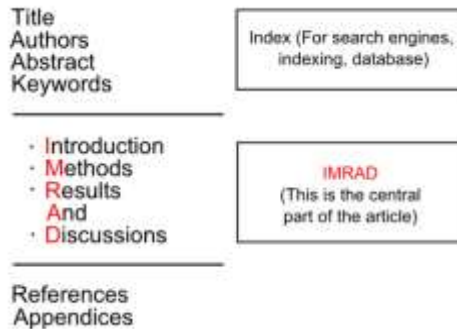 Title
Authors
Abstract
Keywords
Index (For search engines,
indexing, database)
· Introduction
· Methods
· Results
And
· Discussions
IMRAD
(This is the central
part of the article)
References
Appendices